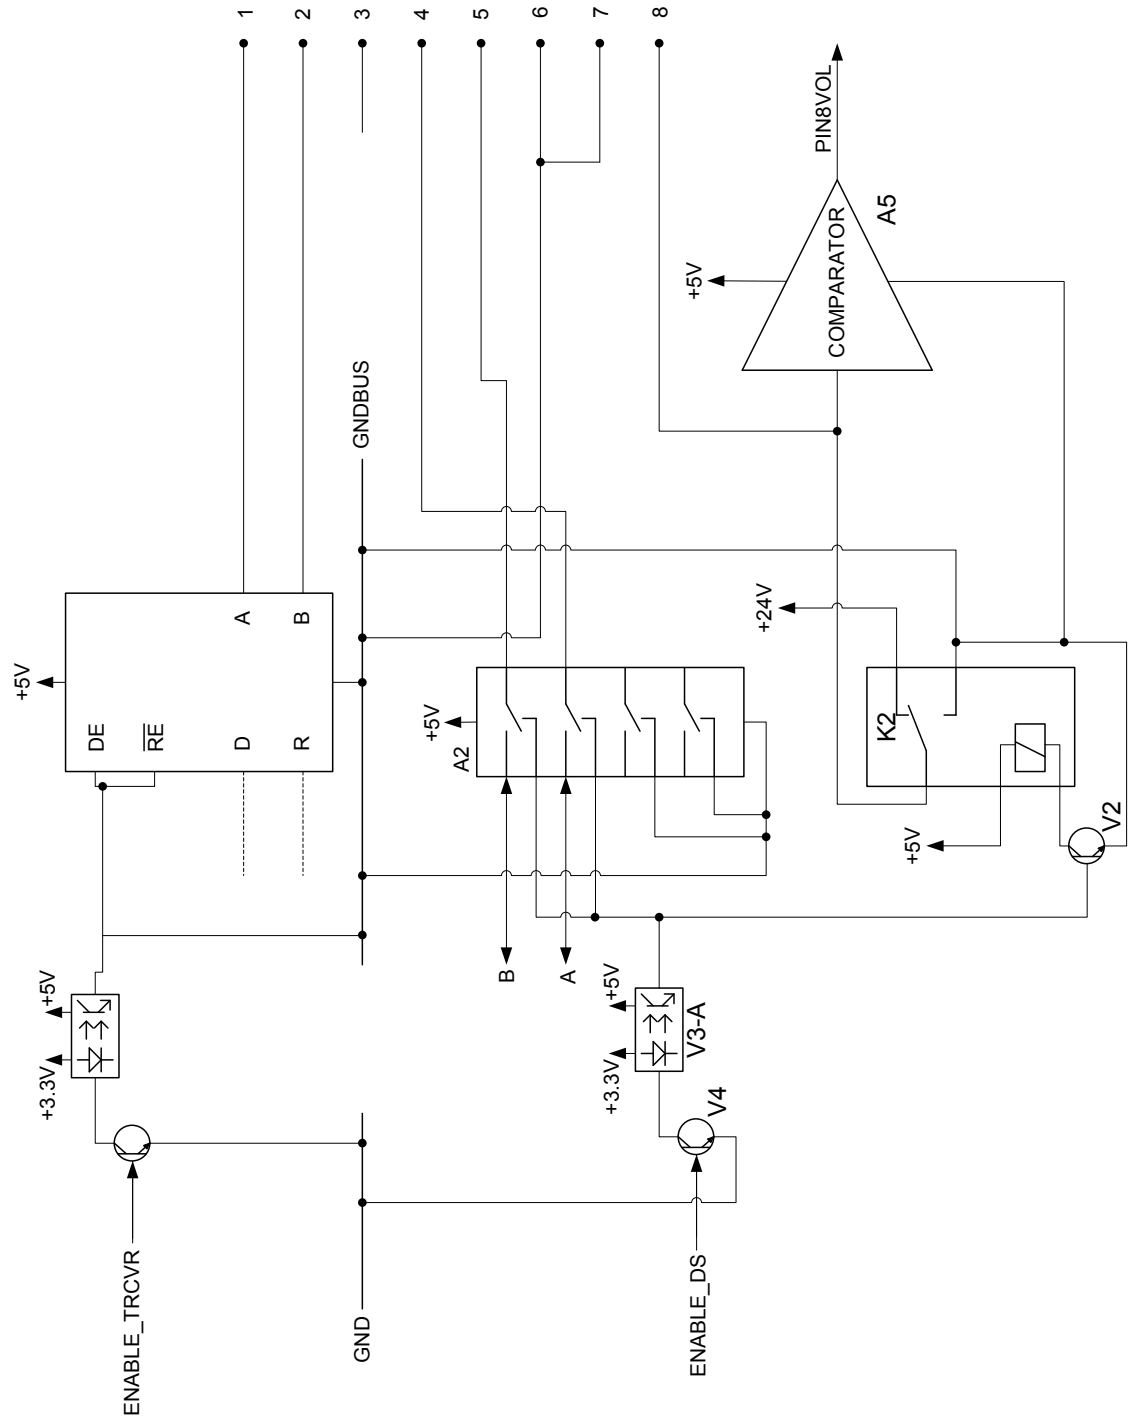 1
2
3
4
5
6
7
8
PIN8VOL
A5
COMPARATOR
+5V
GNDBUS
+24V
+5V
A
B
DE
RE
D
R
+5V
A2
K2
+5V
V2
B
A
+5V
+3.3V
+5V
+3.3V
V3-A
V4
ENABLE_TRCVR
GND
ENABLE_DS